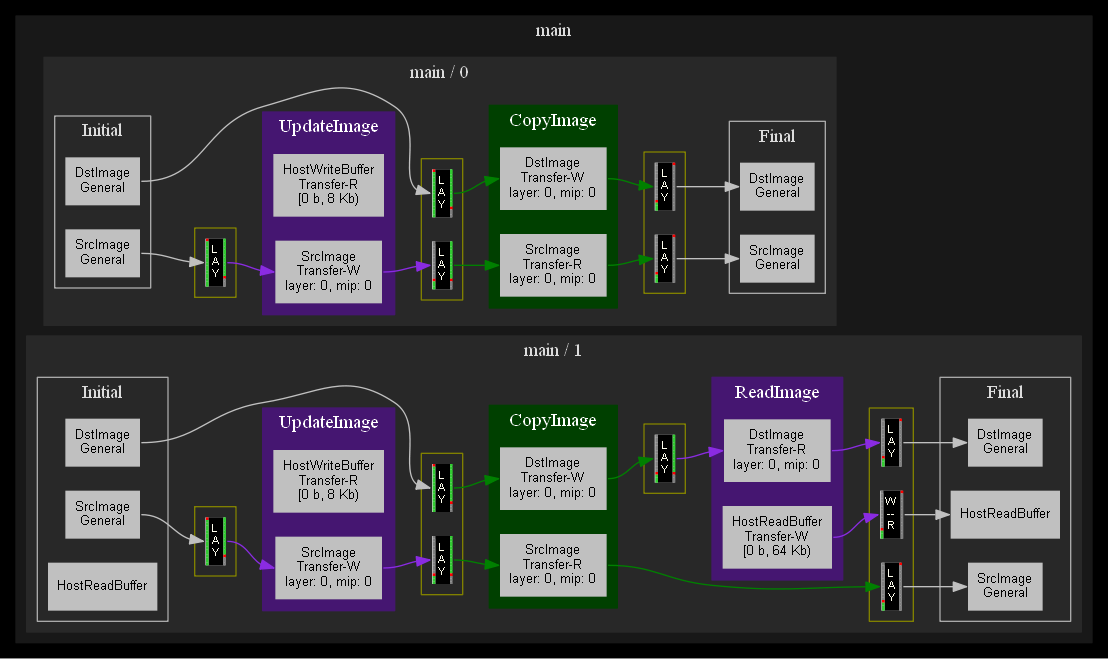 main
main / 0
Initial
DstImage
General
SrcImage
General
L
A
Y
UpdateImage
HostWriteBuffer
Transfer-R
[0 b, 8 Kb)
SrcImage
Transfer-W
layer: 0, mip: 0
L
A
Y
L
A
Y
CopyImage
DstImage
Transfer-W
layer: 0, mip: 0
SrcImage
Transfer-R
layer: 0, mip: 0
L
A
Y
L
A
Y
Final
DstImage
General
SrcImage
General
main / 1
Initial
DstImage
General
SrcImage
General
HostReadBuffer
L
A
Y
UpdateImage
HostWriteBuffer
Transfer-R
[0 b, 8 Kb)
SrcImage
Transfer-W
layer: 0, mip: 0
L
A
Y
L
A
Y
CopyImage
DstImage
Transfer-W
layer: 0, mip: 0
SrcImage
Transfer-R
layer: 0, mip: 0
L
A
Y
ReadImage
DstImage
Transfer-R
layer: 0, mip: 0
HostReadBuffer
Transfer-W
[0 b, 64 Kb)
L
A
Y
W
--
R
L
A
Y
Final
DstImage
General
HostReadBuffer
SrcImage
General